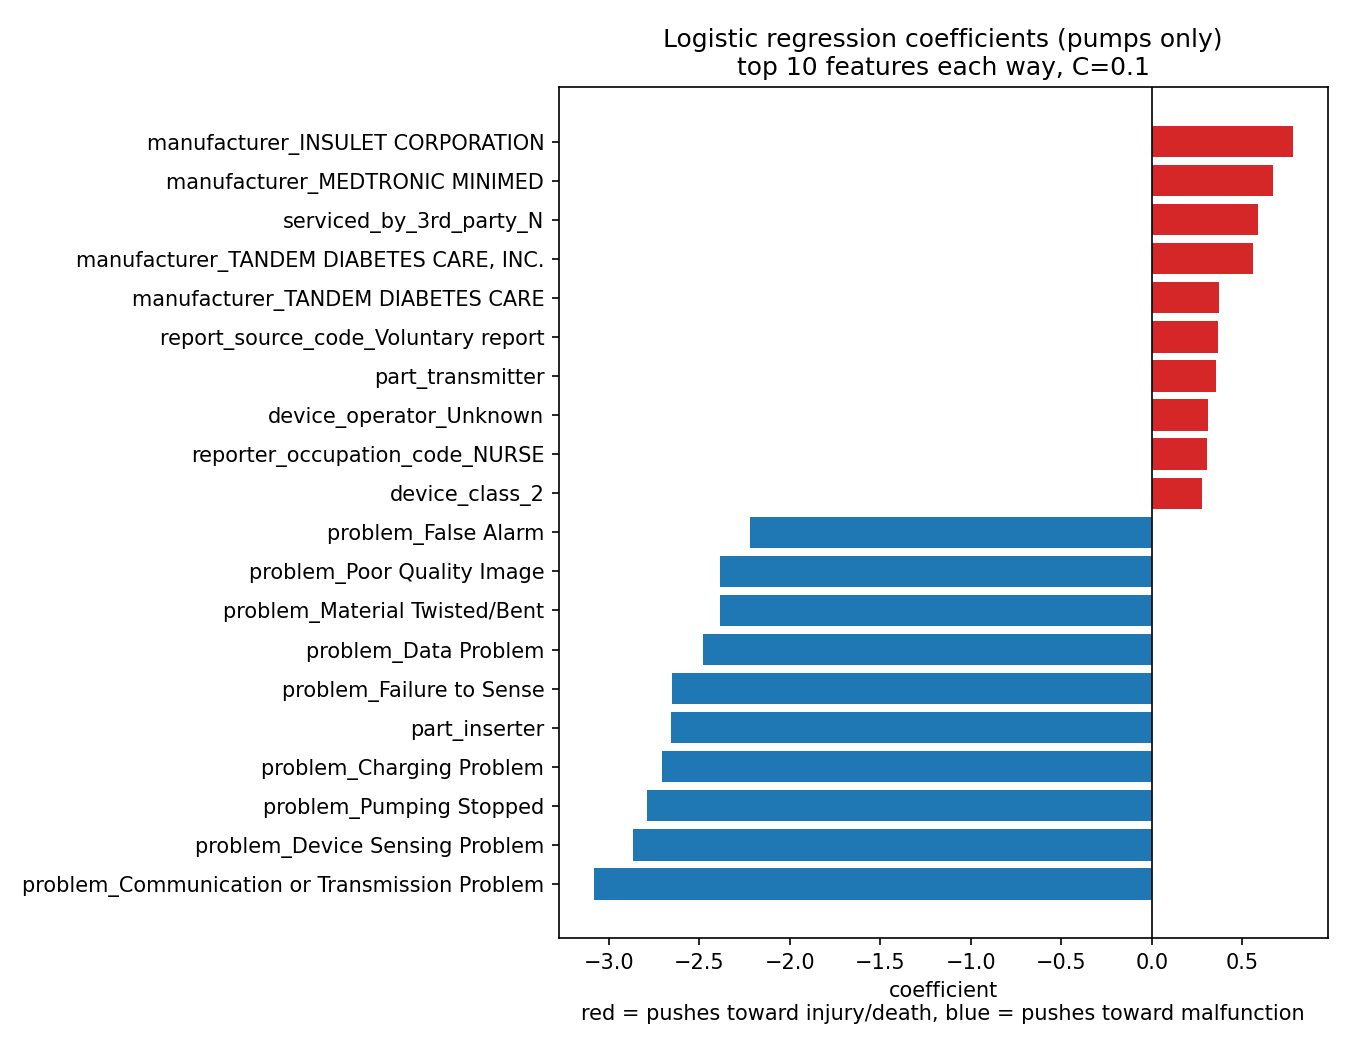 Logistic regression coefficients (pumps only)
top 10 features each way, C=0.1
manufacturer_INSULET CORPORATION
manufacturer_MEDTRONIC MINIMED
serviced_by_3rd_party_N
manufacturer_TANDEM DIABETES CARE, INC.
manufacturer_TANDEM DIABETES CARE
report_source_code_Voluntary report
part_transmitter
device_operator_Unknown
reporter_occupation_code_NURSE
device_class_2
problem_False Alarm
problem_Poor Quality Image
problem_Material Twisted/Bent
problem_Data Problem
problem_Failure to Sense
part_inserter
problem_Charging Problem
problem_Pumping Stopped
problem_Device Sensing Problem
problem_Communication or Transmission Problem
−3.0 −2.5 −2.0 −1.5 −1.0 −0.5 0.0 0.5
coefficient
red = pushes toward injury/death, blue = pushes toward malfunction